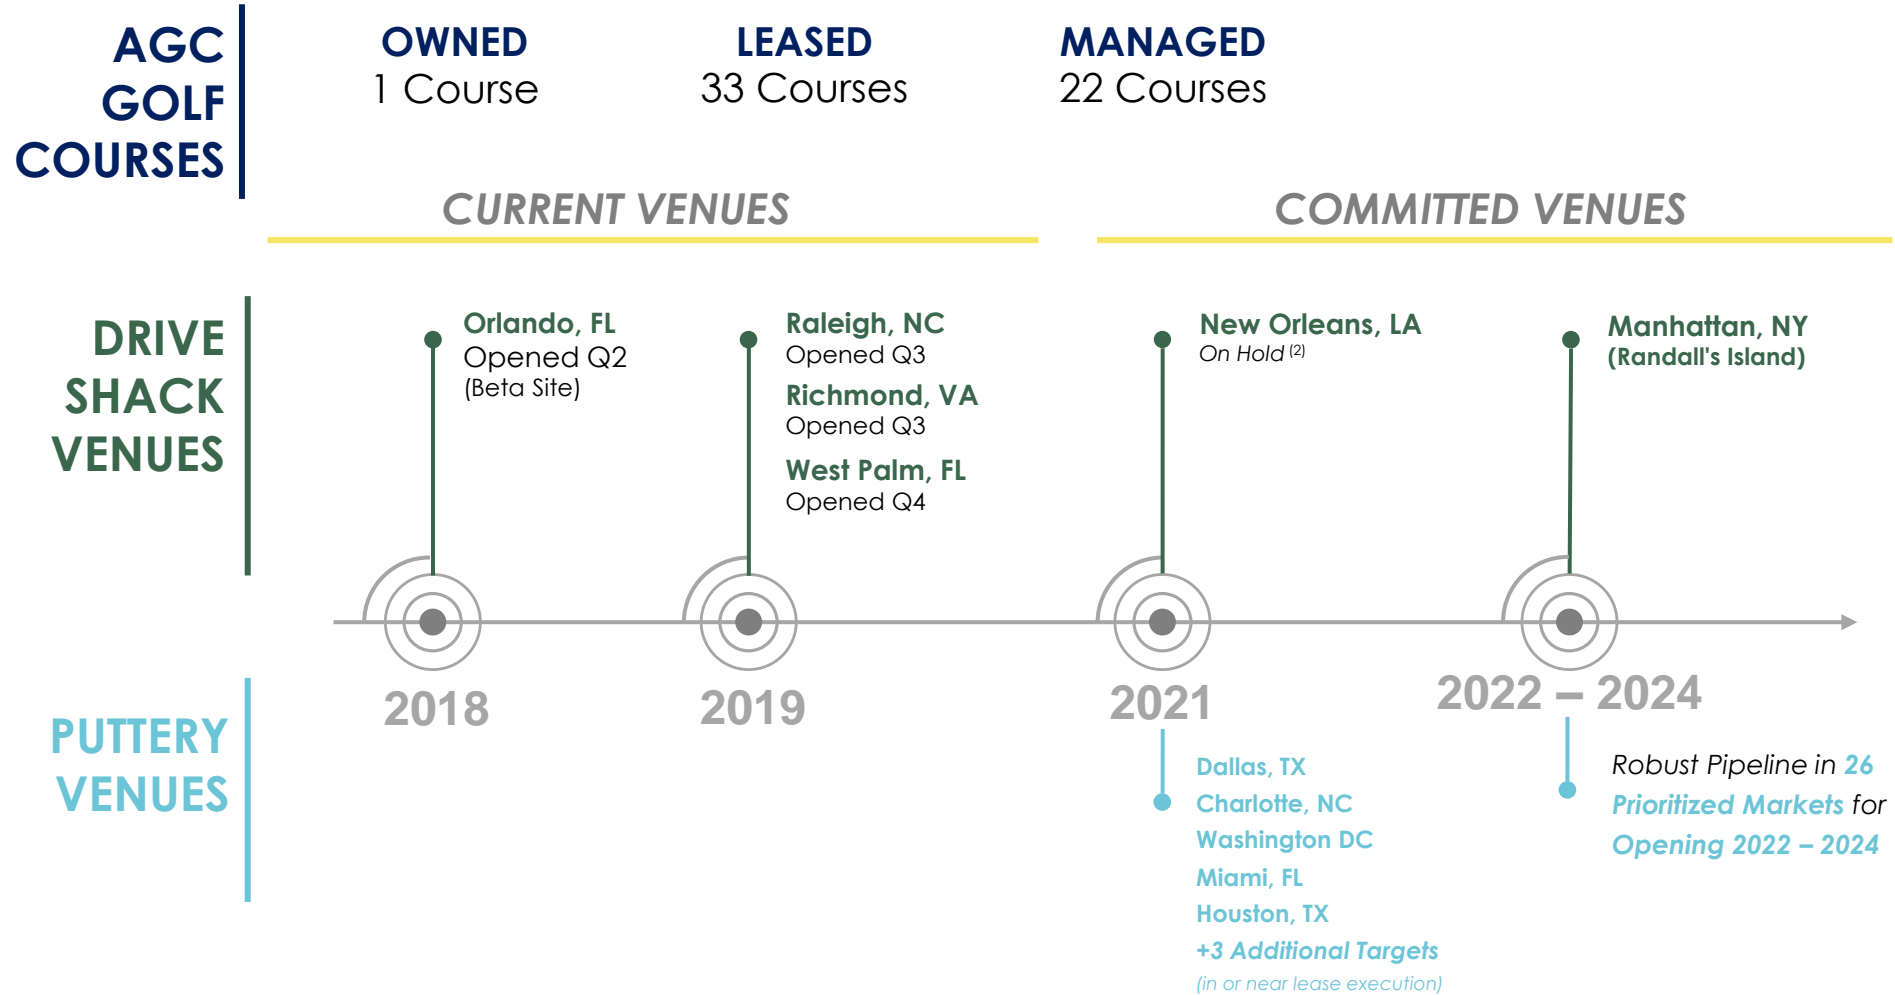 AGC
GOLF
COURSES
OWNED
1 Course
LEASED
33 Courses
MANAGED
22 Courses
CURRENT VENUES
COMMITTED VENUES
DRIVE
SHACK
VENUES
Orlando, FL
Opened Q2
(Beta Site)
Raleigh, NC
Opened Q3
Richmond, VA
Opened Q3
West Palm, FL
Opened Q4
New Orleans, LA
On Hold (2)
Manhattan, NY
(Randall's Island)
2018
2019
2021
2022 – 2024
PUTTERY
VENUES
Dallas, TX
Charlotte, NC
Washington DC
Miami, FL
Houston, TX
+3 Additional Targets
(in or near lease execution)
Robust Pipeline in 26
Prioritized Markets for
Opening 2022 – 2024